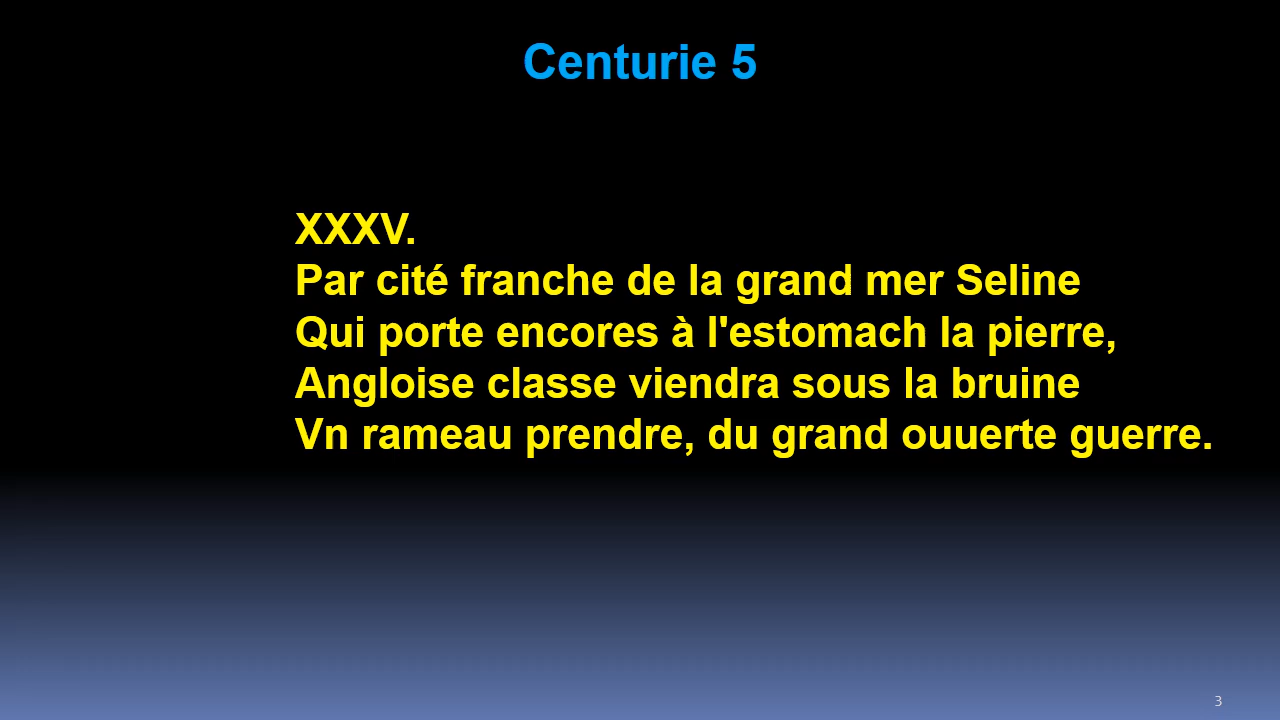 Centurie 5
XXXV.
Par cité franche de la grand mer Seline
Qui porte encores à l'estomach la pierre,
Angloise classe viendra sous la bruine
Vn rameau prendre, du grand ouuerte guerre.
3